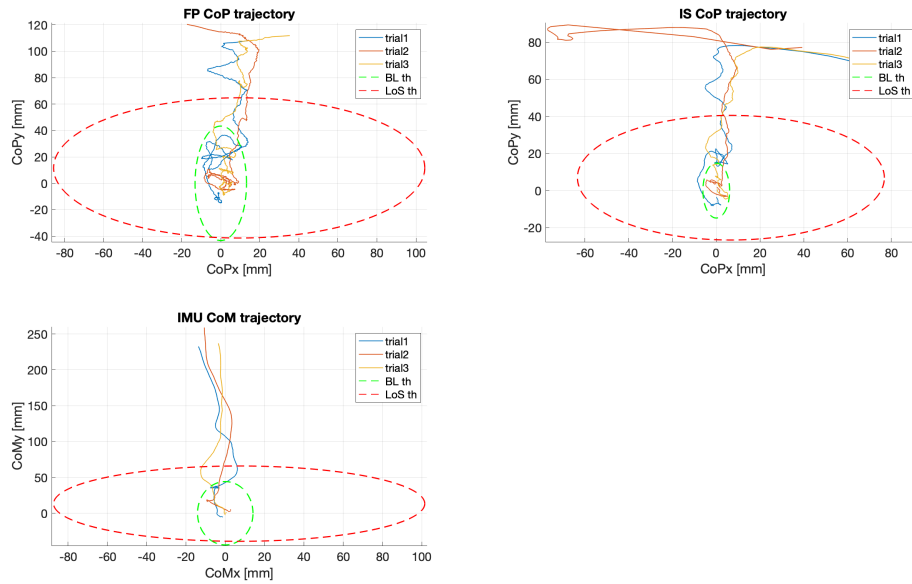 FP CoP trajectory
120
100
80
60
40
20
0
-20
-40
CoPy [mm]
-80 -60 -40 -20 0 20 40 60 80 100
CoPx [mm]
trial1
trial2
trial3
BL th
LoS th
IS CoP trajectory
80
60
40
20
0
-20
CoPy [mm]
-60 -40 -20 0 20 40 60 80
CoPx [mm]
trial1
trial2
trial3
BL th
LoS th
IMU CoM trajectory
250
200
150
100
50
0
CoMy [mm]
-80 -60 -40 -20 0 20 40 60 80 100
CoMx [mm]
trial1
trial2
trial3
BL th
LoS th